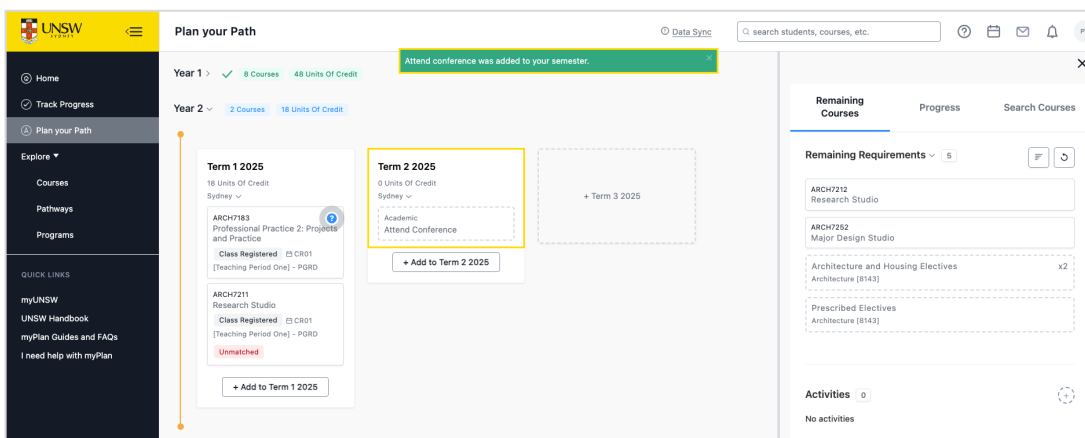 UNSW
SYDNEY
Plan your Path
Data Sync
search students, courses, etc.
P
Attend conference was added to your semester.
Home
Track Progress
Plan your Path
Explore
Courses
Pathways
Programs
QUICK LINKS
myUNSW
UNSW Handbook
myPlan Guides and FAQs
I need help with myPlan
Year 1
8 Courses
48 Units Of Credit
Year 2
2 Courses
18 Units Of Credit
Term 1 2025
18 Units Of Credit
Sydney
ARCH7183
?
Professional Practice 2: Projects
and Practice
Class Registered
CR01
[Teaching Period One] - PGRD
ARCH7211
Research Studio
Class Registered
CR01
[Teaching Period One] - PGRD
Unmatched
+ Add to Term 1 2025
Term 2 2025
0 Units Of Credit
Sydney
Academic
Attend Conference
+ Add to Term 2 2025
+ Term 3 2025
Remaining
Courses
Progress
Search Courses
Remaining Requirements
5
ARCH7212
Research Studio
ARCH7252
Major Design Studio
Architecture and Housing Electives
x2
Architecture [8143]
Prescribed Electives
Architecture [8143]
Activities
0
No activities